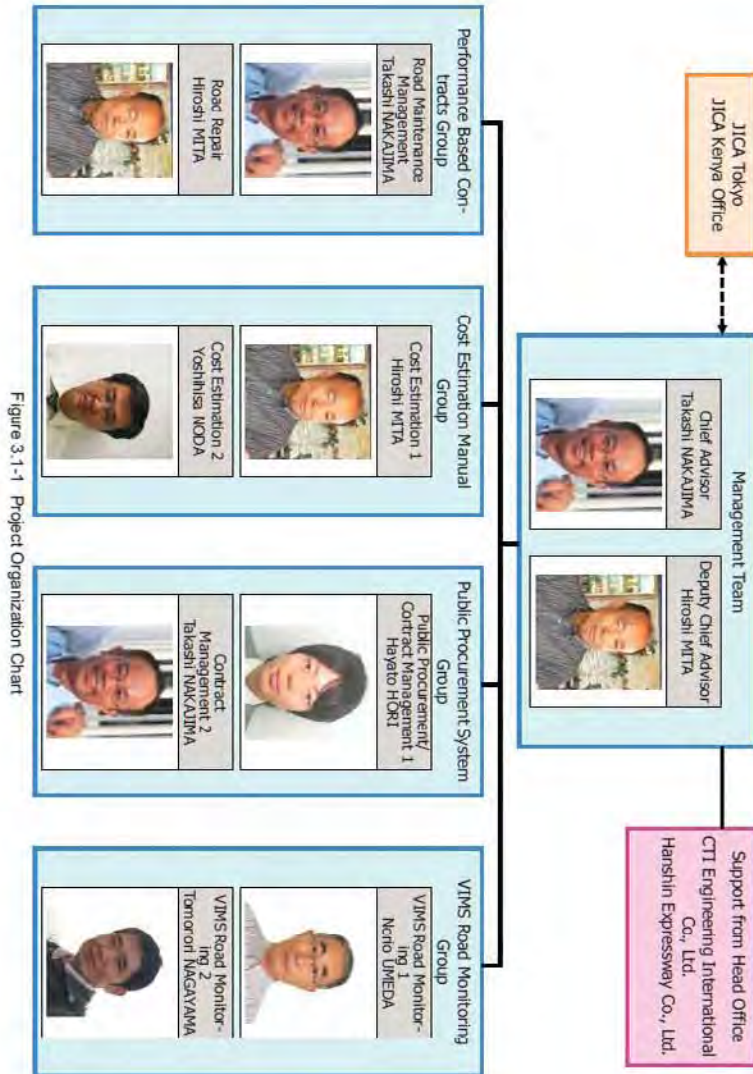 JICA Tokyo
JICA Kenya Office
Management Team
Chief Advisor
Takashi NAKAJIMA
Deputy Chief Advisor
Hiroshi MITA
Support from Head Office
CTI Engineering International
Co., Ltd.
Hanshin Expressway Co., Ltd.
Performance Based Con-
tracts Group
Road Maintenance
Management
Takashi NAKAJIMA
Road Repair
Hiroshi MITA
Cost Estimation Manual
Group
Cost Estimation 1
Hiroshi MITA
Cost Estimation 2
Yoshihisa NODA
Public Procurement System
Group
Public Procurement/
Contract Management 1
Hayato HORI
Contract
Management 2
Takashi NAKAJIMA
VIMS Road Monitoring
Group
VIMS Road Monitor-
ing 1
Norio UMEDA
VIMS Road Monitor-
ing 2
Tomonori NAGAYAMA
Figure 3.1-1 Project Organization Chart